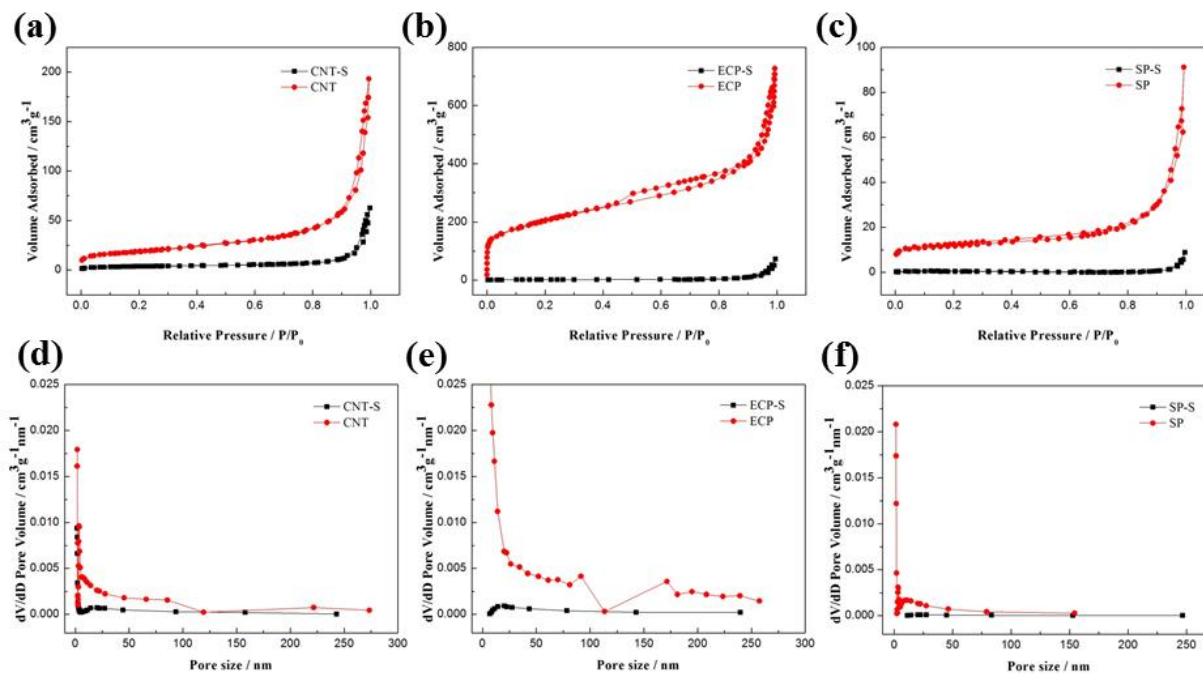 (a)
200
150
100
50
0
CNT-S
CNT
Volume Adsorbed / cm³g-1
0.0 0.2 0.4 0.6 0.8 1.0
Relative Pressure / P/P₀
(b)
800
600
400
200
0
ECP-S
ECP
Volume Adsorbed / cm³g-1
0.0 0.2 0.4 0.6 0.8 1.0
Relative Pressure / P/P₀
(c)
100
80
60
40
20
0
SP-S
SP
Volume Adsorbed / cm³g-1
0.0 0.2 0.4 0.6 0.8 1.0
Relative Pressure / P/P₀
(d)
0.025
0.020
0.015
0.010
0.005
0.000
CNT-S
CNT
dV/dD Pore Volume / cm³g-1nm-1
0 50 100 150 200 250 300
Pore size / nm
(e)
0.025
0.020
0.015
0.010
0.005
0.000
ECP-S
ECP
dV/dD Pore Volume / cm³g-1nm-1
0 50 100 150 200 250 300
Pore size / nm
(f)
0.025
0.020
0.015
0.010
0.005
0.000
SP-S
SP
dV/dD Pore Volume / cm³g-1nm-1
0 50 100 150 200 250
Pore size / nm